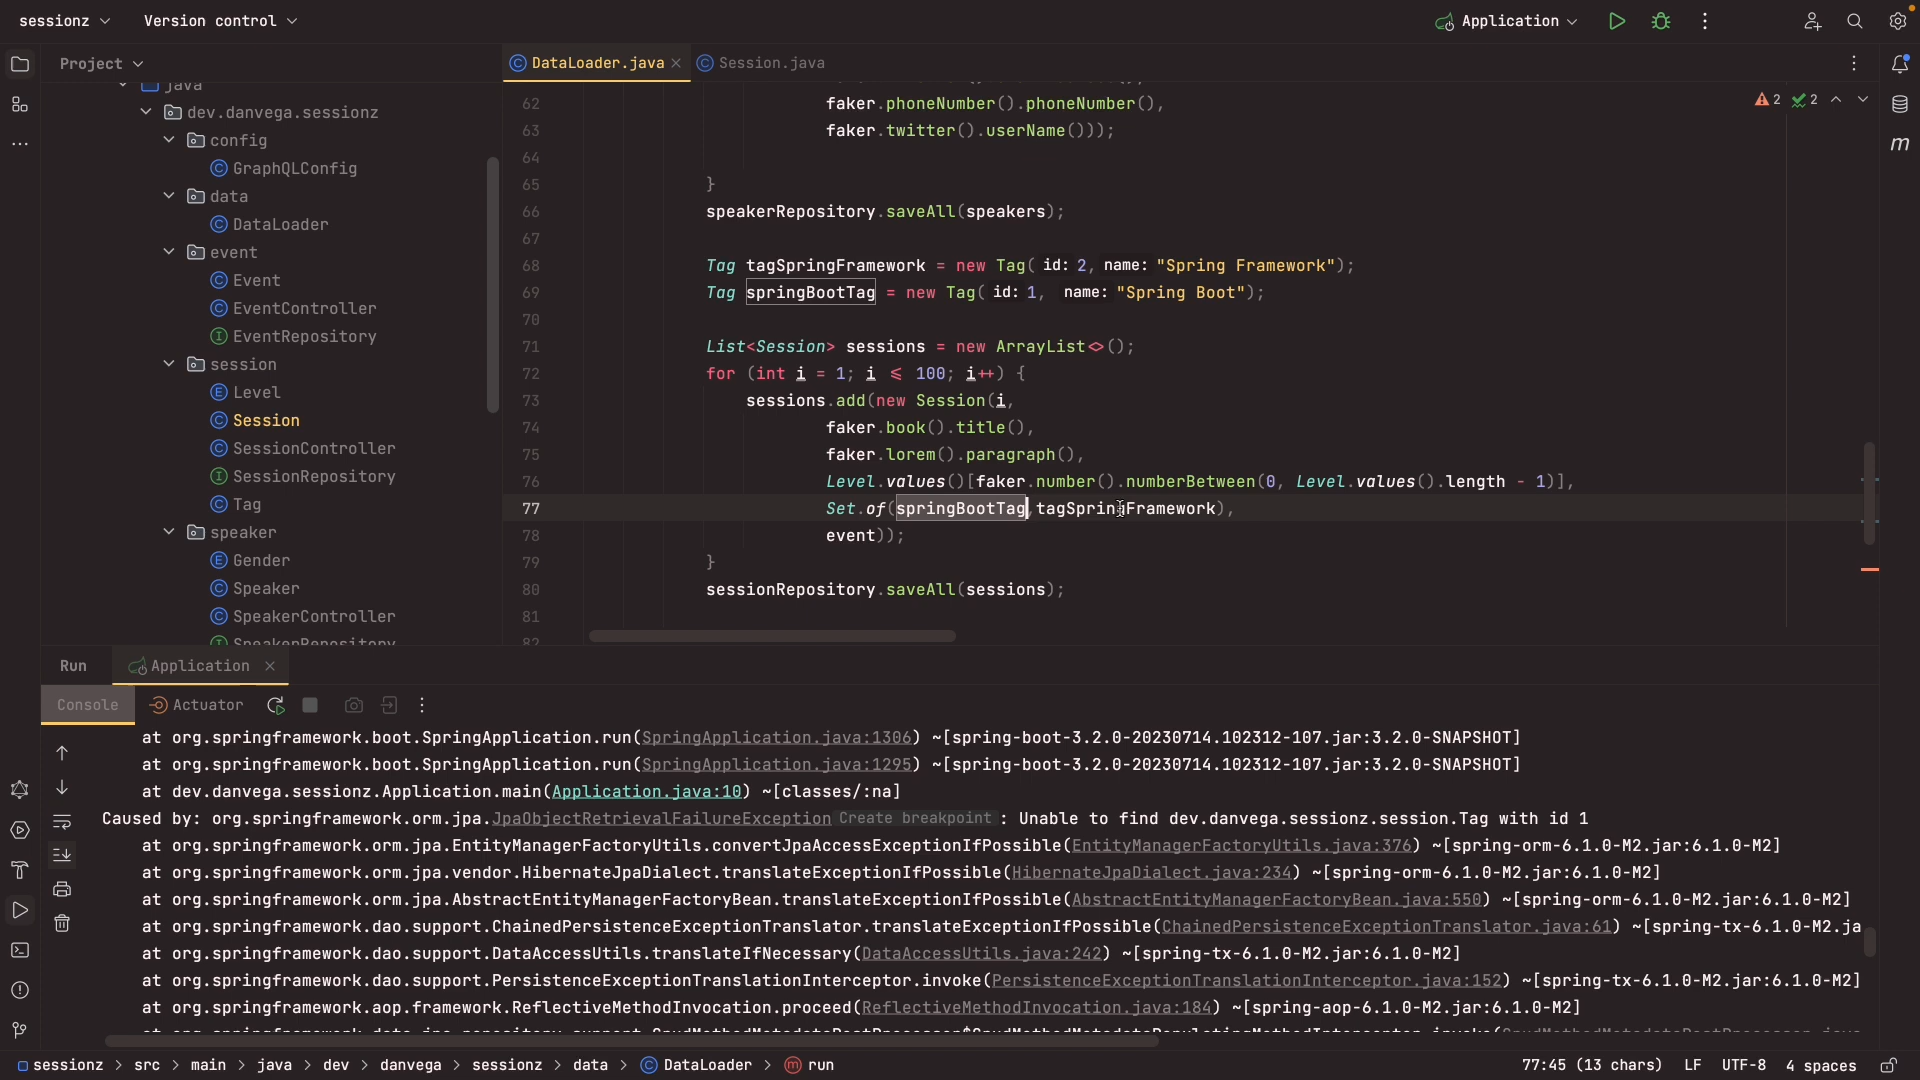 sessionz
Version control
Application
Project
DataLoader.java
Session.java
java
dev.danvega.sessionz
config
GraphQLConfig
data
DataLoader
event
Event
EventController
EventRepository
session
Level
Session
SessionController
SessionRepository
Tag
speaker
Gender
Speaker
SpeakerController
SpeakerRepository
2 2
62 faker.phoneNumber().phoneNumber(),
63 faker.twitter().userName()));
64
65 }
66 speakerRepository.saveAll(speakers);
67
68 Tag tagSpringFramework = new Tag( id: 2, name: "Spring Framework");
69 Tag springBootTag = new Tag( id: 1, name: "Spring Boot");
70
71 List<Session> sessions = new ArrayList<>();
72 for (int i = 1; i <= 100; i++) {
73 sessions.add(new Session(i,
74 faker.book().title(),
75 faker.lorem().paragraph(),
76 Level.values()[faker.number().numberBetween(0, Level.values().length - 1)],
77 Set.of(springBootTag,tagSpringFramework),
78 event));
79 }
80 sessionRepository.saveAll(sessions);
81
82
Run
Application
Console
Actuator
at org.springframework.boot.SpringApplication.run(SpringApplication.java:1306) ~[spring-boot-3.2.0-20230714.102312-107.jar:3.2.0-SNAPSHOT]
at org.springframework.boot.SpringApplication.run(SpringApplication.java:1295) ~[spring-boot-3.2.0-20230714.102312-107.jar:3.2.0-SNAPSHOT]
at dev.danvega.sessionz.Application.main(Application.java:10) ~[classes/:na]
Caused by: org.springframework.orm.jpa.JpaObjectRetrievalFailureException Create breakpoint : Unable to find dev.danvega.sessionz.session.Tag with id 1
at org.springframework.orm.jpa.EntityManagerFactoryUtils.convertJpaAccessExceptionIfPossible(EntityManagerFactoryUtils.java:376) ~[spring-orm-6.1.0-M2.jar:6.1.0-M2]
at org.springframework.orm.jpa.vendor.HibernateJpaDialect.translateExceptionIfPossible(HibernateJpaDialect.java:234) ~[spring-orm-6.1.0-M2.jar:6.1.0-M2]
at org.springframework.orm.jpa.AbstractEntityManagerFactoryBean.translateExceptionIfPossible(AbstractEntityManagerFactoryBean.java:550) ~[spring-orm-6.1.0-M2.jar:6.1.0-M2]
at org.springframework.dao.support.ChainedPersistenceExceptionTranslator.translateExceptionIfPossible(ChainedPersistenceExceptionTranslator.java:61) ~[spring-tx-6.1.0-M2.ja
at org.springframework.dao.support.DataAccessUtils.translateIfNecessary(DataAccessUtils.java:242) ~[spring-tx-6.1.0-M2.jar:6.1.0-M2]
at org.springframework.dao.support.PersistenceExceptionTranslationInterceptor.invoke(PersistenceExceptionTranslationInterceptor.java:152) ~[spring-tx-6.1.0-M2.jar:6.1.0-M2]
at org.springframework.aop.framework.ReflectiveMethodInvocation.proceed(ReflectiveMethodInvocation.java:184) ~[spring-aop-6.1.0-M2.jar:6.1.0-M2]
sessionz > src > main > java > dev > danvega > sessionz > data > DataLoader > run
77:45 (13 chars) LF UTF-8 4 spaces